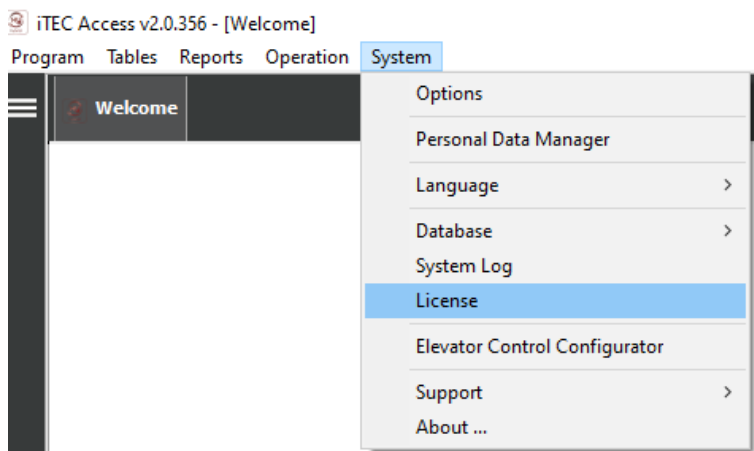 iTEC Access v2.0.356 - [Welcome]
Program Tables Reports Operation System
Welcome
Options
Personal Data Manager
Language
Database
System Log
License
Elevator Control Configurator
Support
About ...